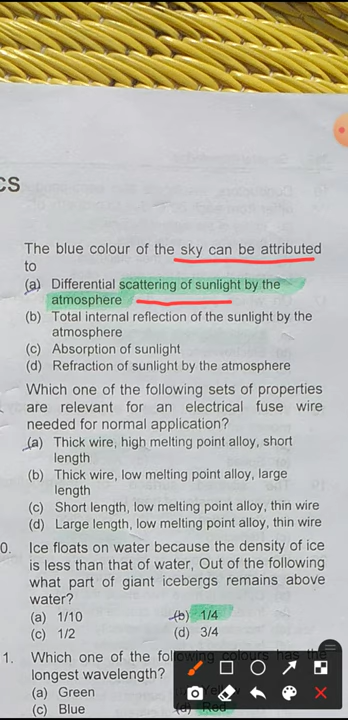 CS
The blue colour of the sky can be attributed
to
(a) Differential scattering of sunlight by the
atmosphere
(b) Total internal reflection of the sunlight by the
atmosphere
(c) Absorption of sunlight
(d) Refraction of sunlight by the atmosphere
Which one of the following sets of properties
are relevant for an electrical fuse wire
needed for normal application?
(a) Thick wire, high melting point alloy, short
length
(b) Thick wire, low melting point alloy, large
length
(c) Short length, low melting point alloy, thin wire
(d) Large length, low melting point alloy, thin wire
0. Ice floats on water because the density of ice
is less than that of water, Out of the following
what part of giant icebergs remains above
water?
(a) 1/10 (b) 1/4
(c) 1/2 (d) 3/4
1. Which one of the following colours has the
longest wavelength?
(a) Green
(c) Blue (d) Red